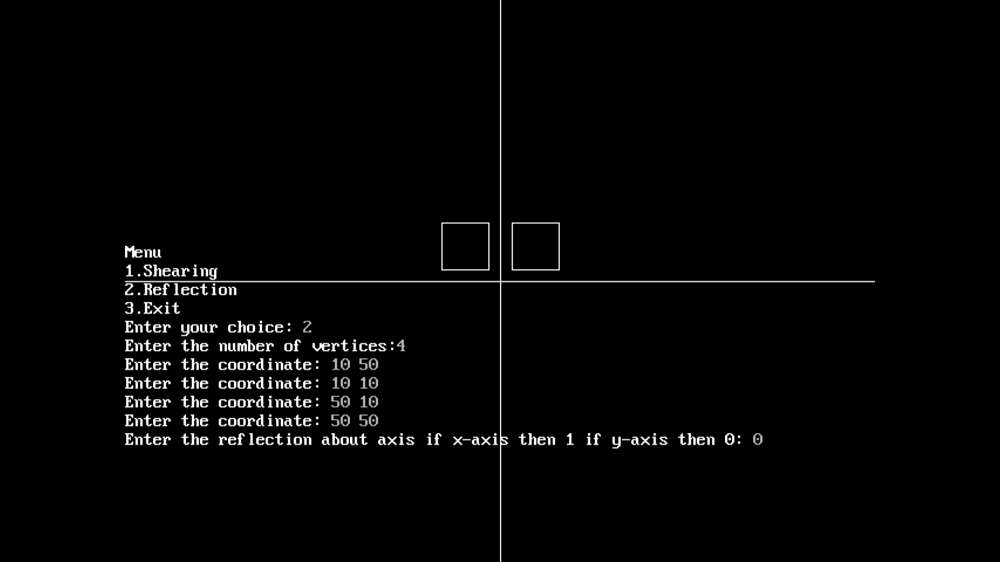 Menu
1.Shearing
2.Reflection
3.Exit
Enter your choice: 2
Enter the number of vertices:4
Enter the coordinate: 10 50
Enter the coordinate: 10 10
Enter the coordinate: 50 10
Enter the coordinate: 50 50
Enter the reflection about axis if x-axis then 1 if y-axis then 0: 0